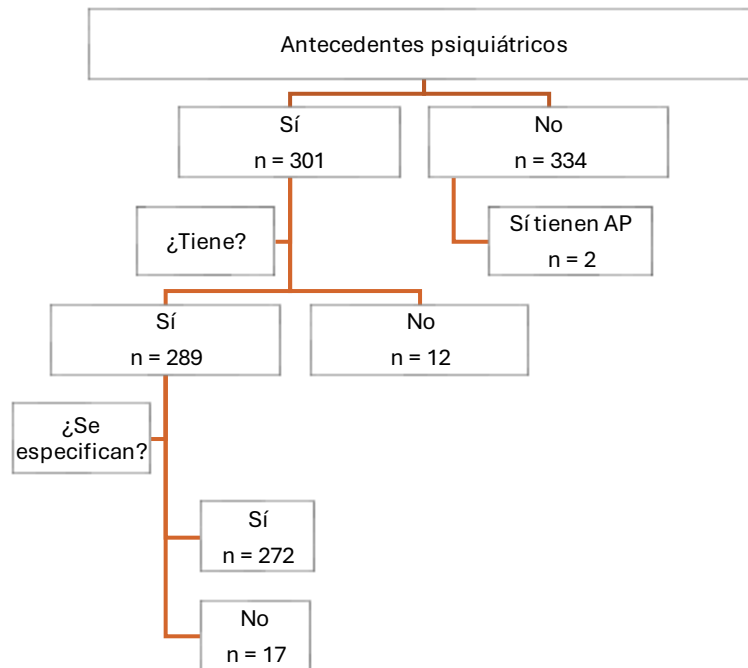 Antecedentes psiquiátricos
Sí
n = 301
No
n = 334
¿Tiene?
Sí tienen AP
n = 2
Sí
n = 289
No
n = 12
¿Se
especifican?
Sí
n = 272
No
n = 17